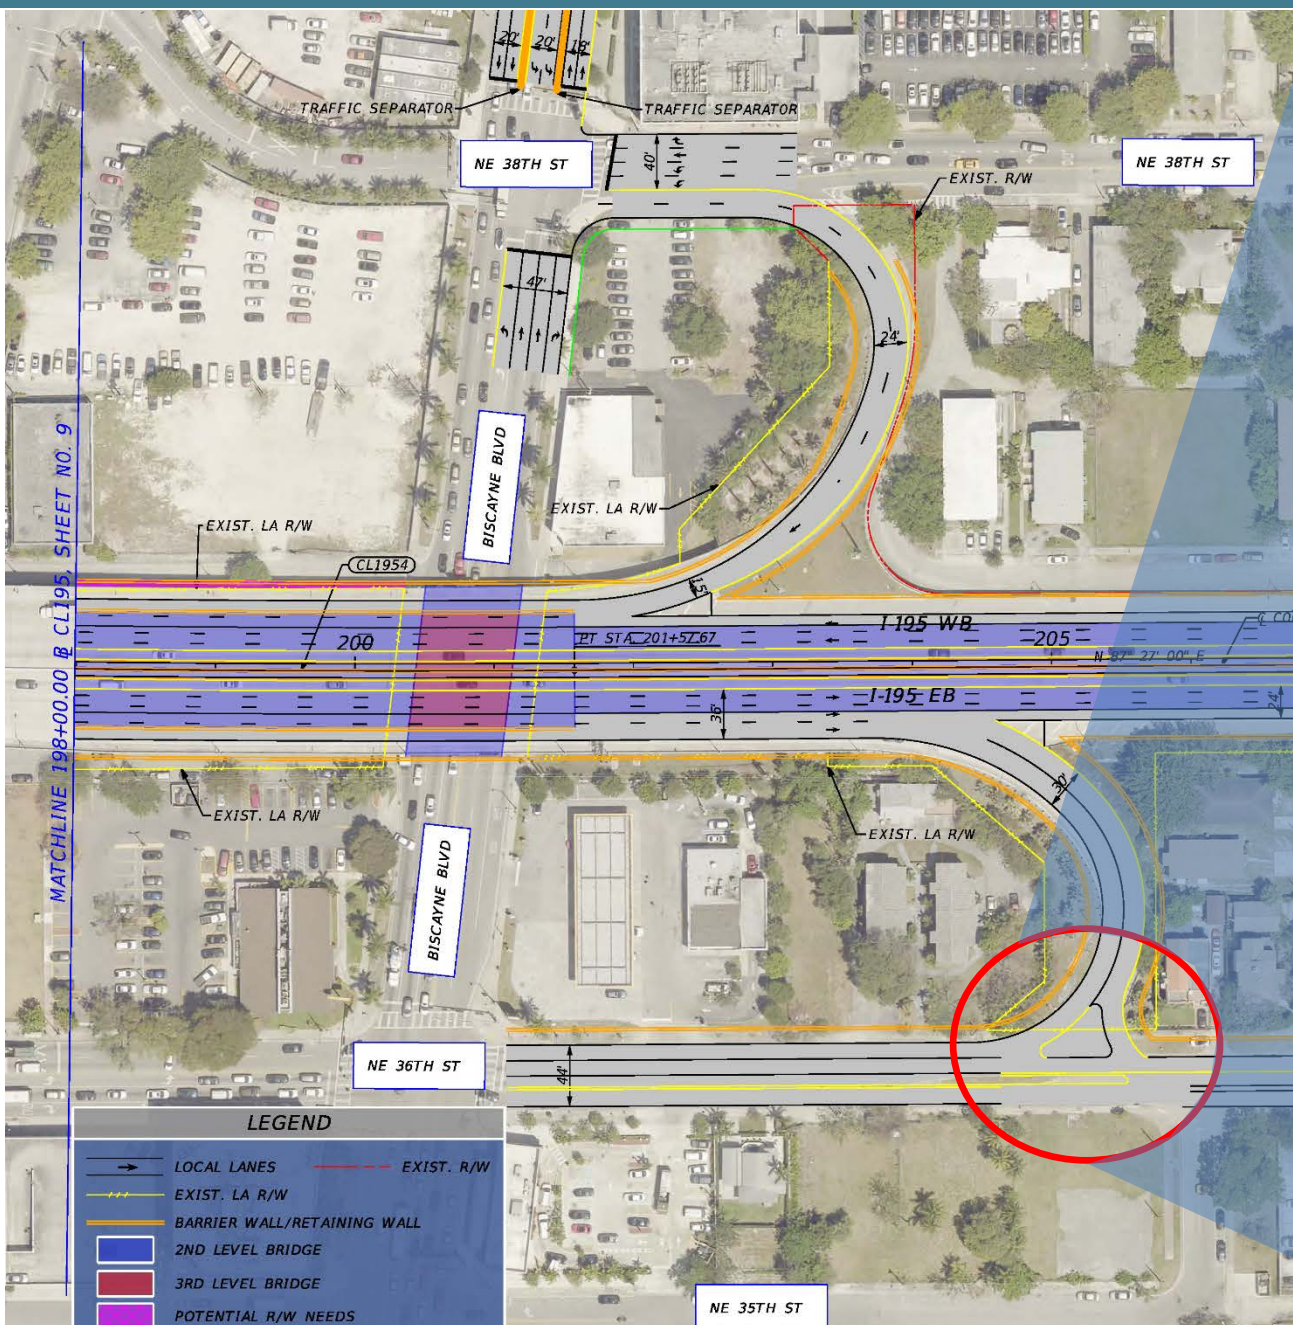 20'
20'
18'
TRAFFIC SEPARATOR
TRAFFIC SEPARATOR
NE 38TH ST
40'
NE 38TH ST
EXIST. R/W
47'
24'
BISCAYNE BLVD
EXIST. LA R/W
EXIST. LA R/W
CL1954
15'
MATCHLINE 198+00.00 B CL195, SHEET NO. 9
200
PT STA. 201+57.67
I-195 WB
205
N 87° 27' 00" E
36'
I-195 EB
24'
30'
EXIST. LA R/W
EXIST. LA R/W
BISCAYNE BLVD
NE 36TH ST
44'
LEGEND
LOCAL LANES
EXIST. R/W
EXIST. LA R/W
BARRIER WALL/RETAINING WALL
2ND LEVEL BRIDGE
3RD LEVEL BRIDGE
POTENTIAL R/W NEEDS
NE 35TH ST